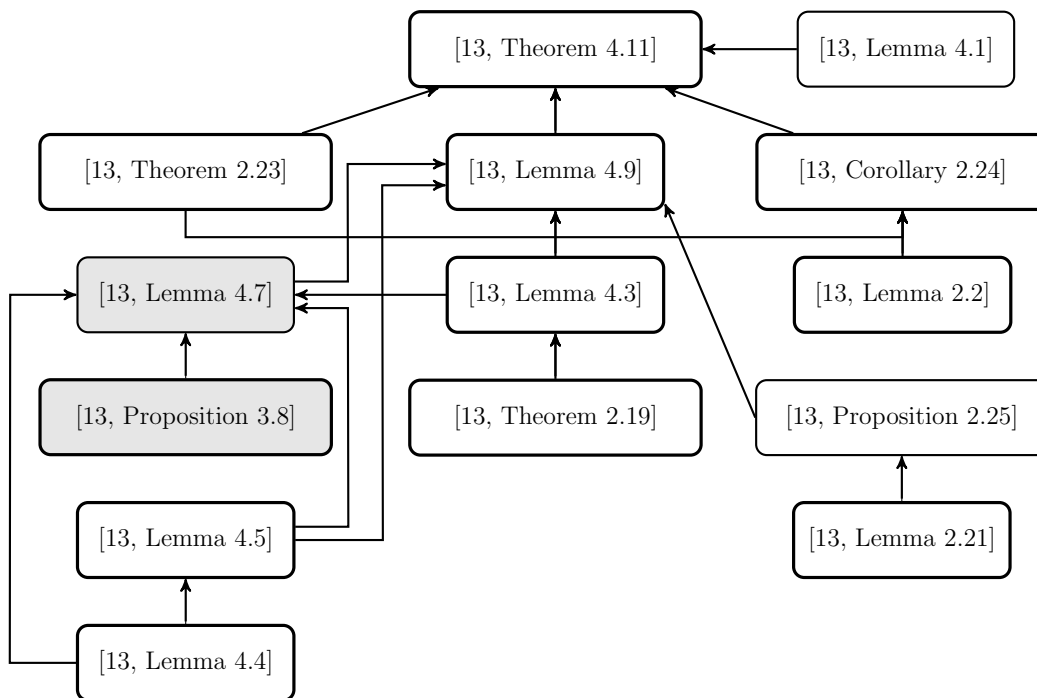 [13, Theorem 4.11]
[13, Lemma 4.1]
[13, Theorem 2.23]
[13, Lemma 4.9]
[13, Corollary 2.24]
[13, Lemma 4.7]
[13, Lemma 4.3]
[13, Lemma 2.2]
[13, Proposition 3.8]
[13, Theorem 2.19]
[13, Proposition 2.25]
[13, Lemma 4.5]
[13, Lemma 2.21]
[13, Lemma 4.4]